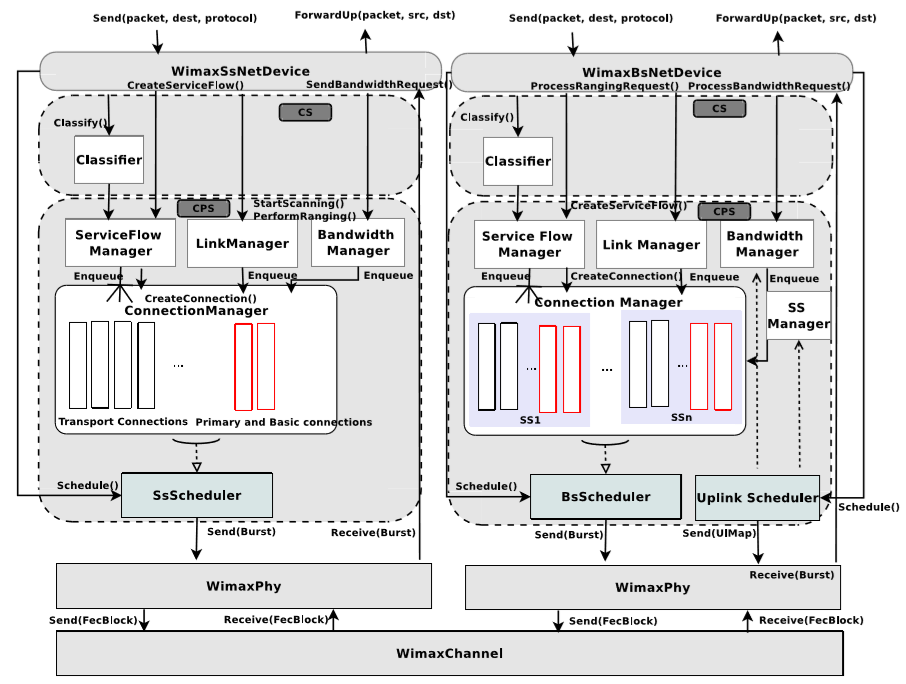 Send(packet, dest, protocol)
ForwardUp(packet, src, dst)
WimaxSsNetDevice
CreateServiceFlow()
SendBandwidthRequest()
CS
Classify()
Classifier
CPS
StartScanning()
PerformRanging()
ServiceFlow
Manager
LinkManager
Bandwidth
Manager
Enqueue
Enqueue
Enqueue
CreateConnection()
ConnectionManager
...
Transport Connections
Primary and Basic connections
Schedule()
SsScheduler
Send(Burst)
Receive(Burst)
WimaxPhy
Send(FecBlock)
Receive(FecBlock)
Send(packet, dest, protocol)
ForwardUp(packet, src, dst)
WimaxBsNetDevice
ProcessRangingRequest()
ProcessBandwidthRequest()
CS
Classify()
Classifier
CreateServiceFlow()
CPS
Service Flow
Manager
Link Manager
Bandwidth
Manager
Enqueue
CreateConnection()
Enqueue
Enqueue
Connection Manager
SS
Manager
...
...
...
SS1
SSn
Schedule()
BsScheduler
Uplink Scheduler
Schedule()
Send(Burst)
Send(UlMap)
Receive(Burst)
WimaxPhy
Send(FecBlock)
Receive(FecBlock)
WimaxChannel